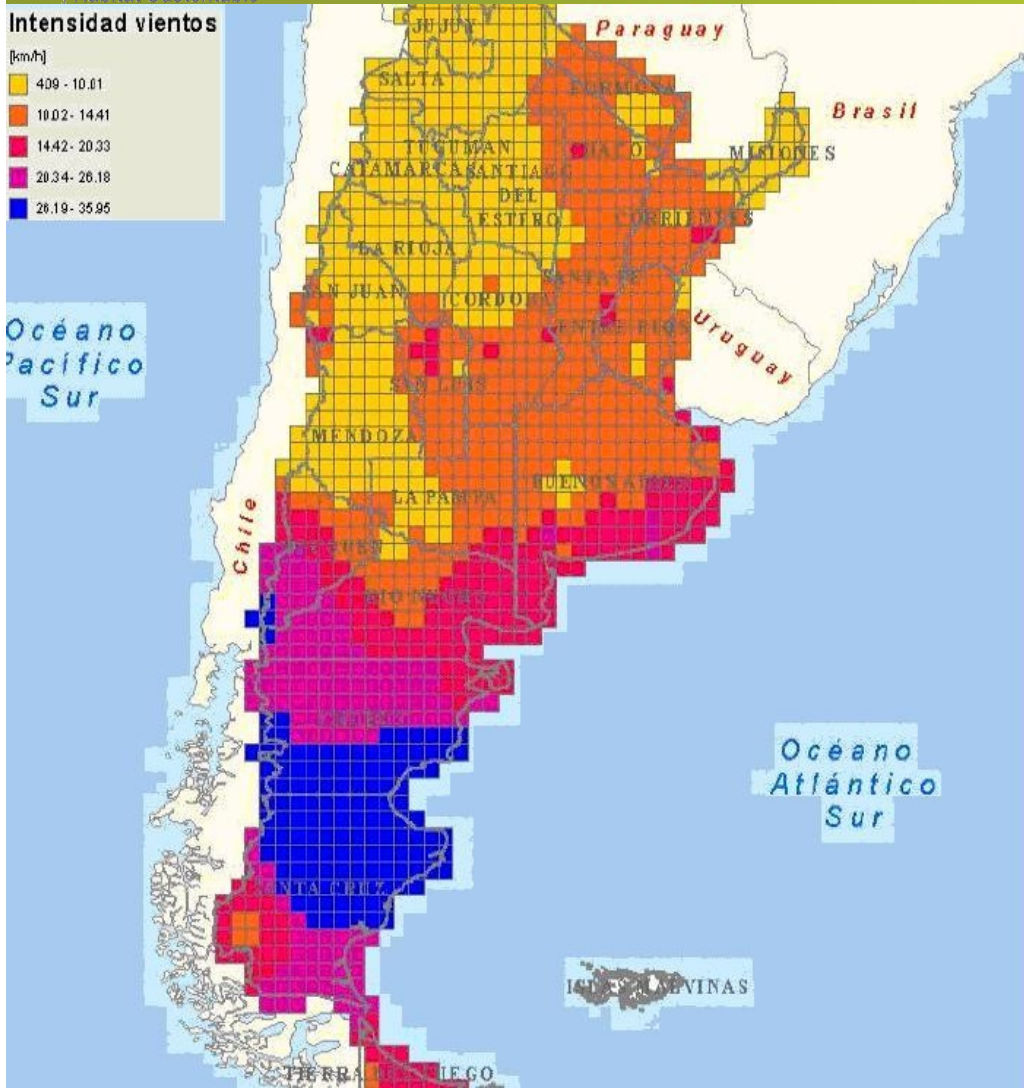 Intensidad vientos
[km/h]
4.09 - 10.01
10.02 - 14.41
14.42 - 20.33
20.34 - 26.18
26.19 - 35.95
JUJUY
Paraguay
SALTA
FORMOSA
Brasil
TUCUMAN
CHACO
MISIONES
CATAMARCA
SANTIAGO
DEL
ESTERO
CORRIENTES
LA RIOJA
SAN JUAN
SANTA FE
CORDOBA
ENTRE RIOS
Uruguay
Océano
Pacífico
Sur
SAN LUIS
MENDOZA
BUENOS AIRES
LA PAMPA
Chile
NEUQUEN
RIO NEGRO
CHUBUT
Océano
Atlántico
Sur
SANTA CRUZ
ISLAS MALVINAS
TIERRA DEL FUEGO